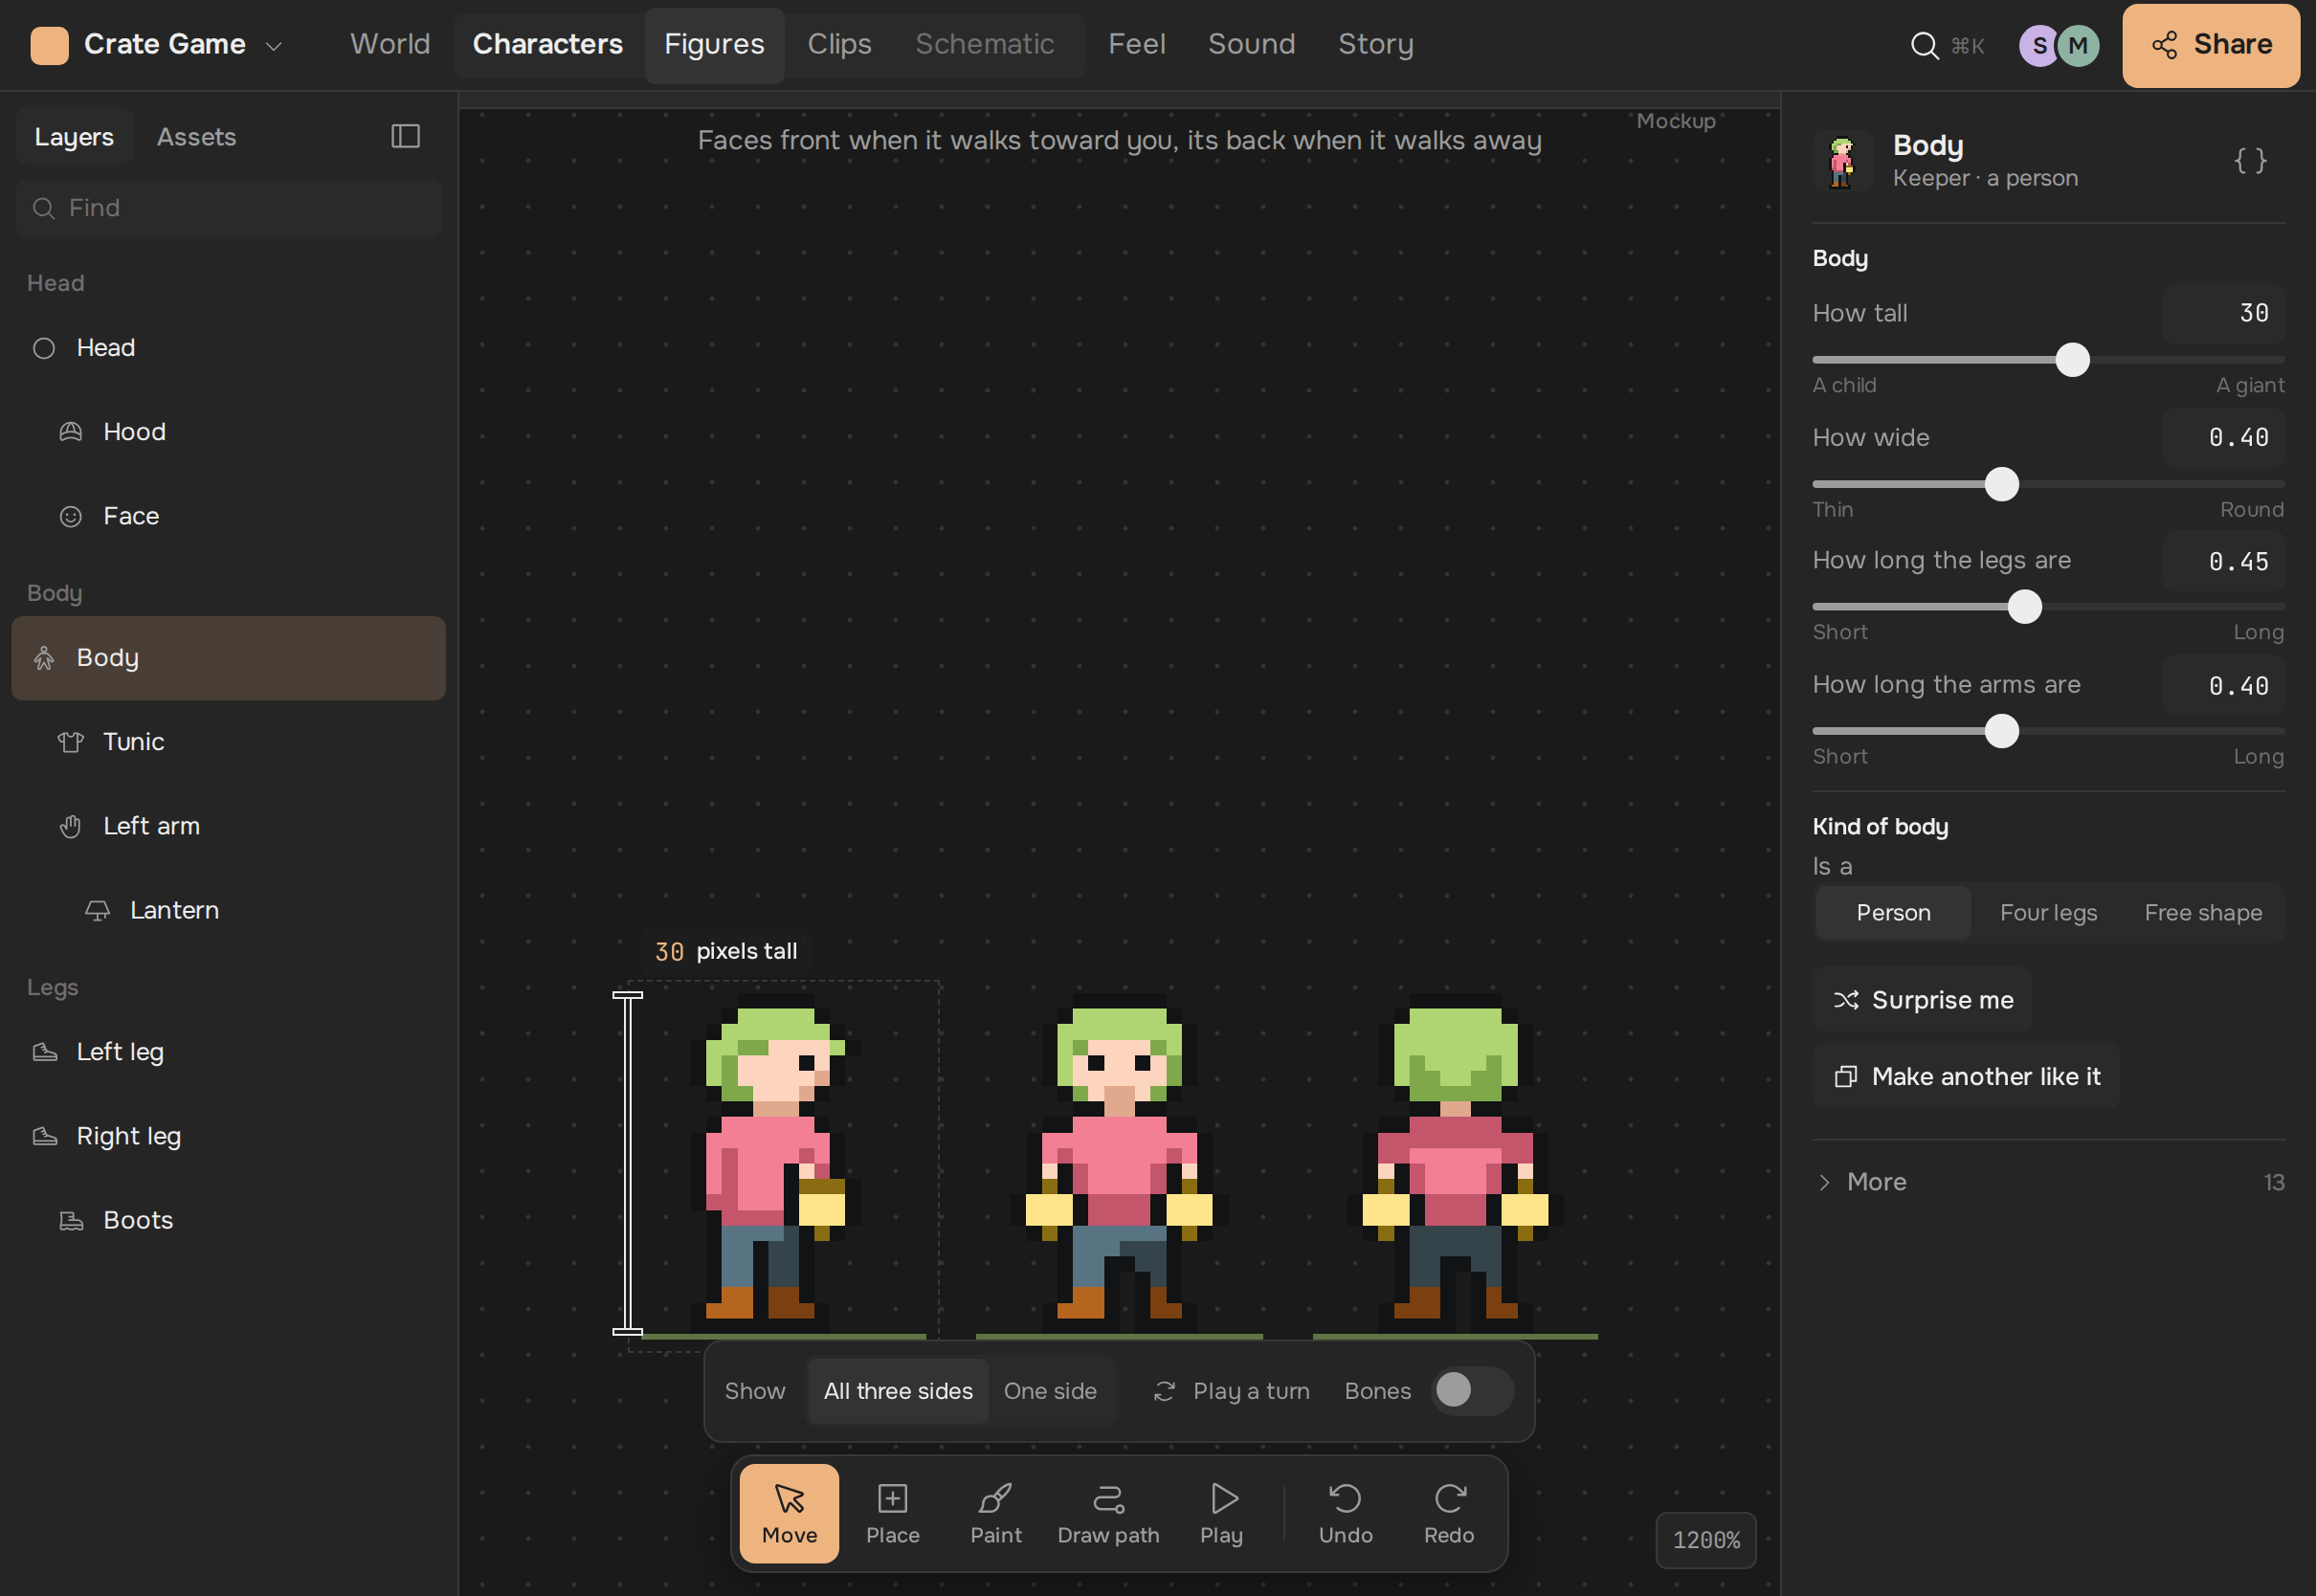 Crate Game
World
Characters
Figures
Clips
Schematic
Feel
Sound
Story
⌘K
S
M
Share
Layers
Assets
Find
Head
Head
Hood
Face
Body
Body
Tunic
Left arm
Lantern
Legs
Left leg
Right leg
Boots
Faces front when it walks toward you, its back when it walks away
Mockup
30 pixels tall
Show
All three sides
One side
Play a turn
Bones
Move
Place
Paint
Draw path
Play
Undo
Redo
1200%
Body
Keeper · a person
{ }
Body
How tall
30
A child
A giant
How wide
0.40
Thin
Round
How long the legs are
0.45
Short
Long
How long the arms are
0.40
Short
Long
Kind of body
Is a
Person
Four legs
Free shape
Surprise me
Make another like it
More
13